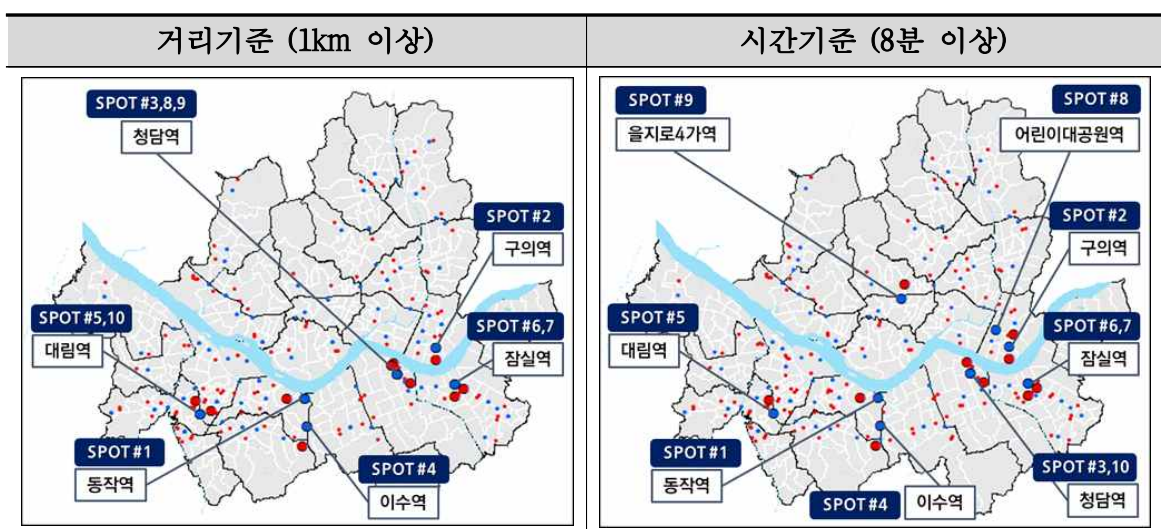 거리기준 (1km 이상)
시간기준 (8분 이상)
SPOT #3,8,9
청담역
SPOT #2
구의역
SPOT #5,10
대림역
SPOT #6,7
잠실역
SPOT #1
동작역
SPOT #4
이수역
SPOT #9
을지로4가역
SPOT #8
어린이대공원역
SPOT #2
구의역
SPOT #5
대림역
SPOT #6,7
잠실역
SPOT #1
동작역
SPOT #4
이수역
SPOT #3,10
청담역